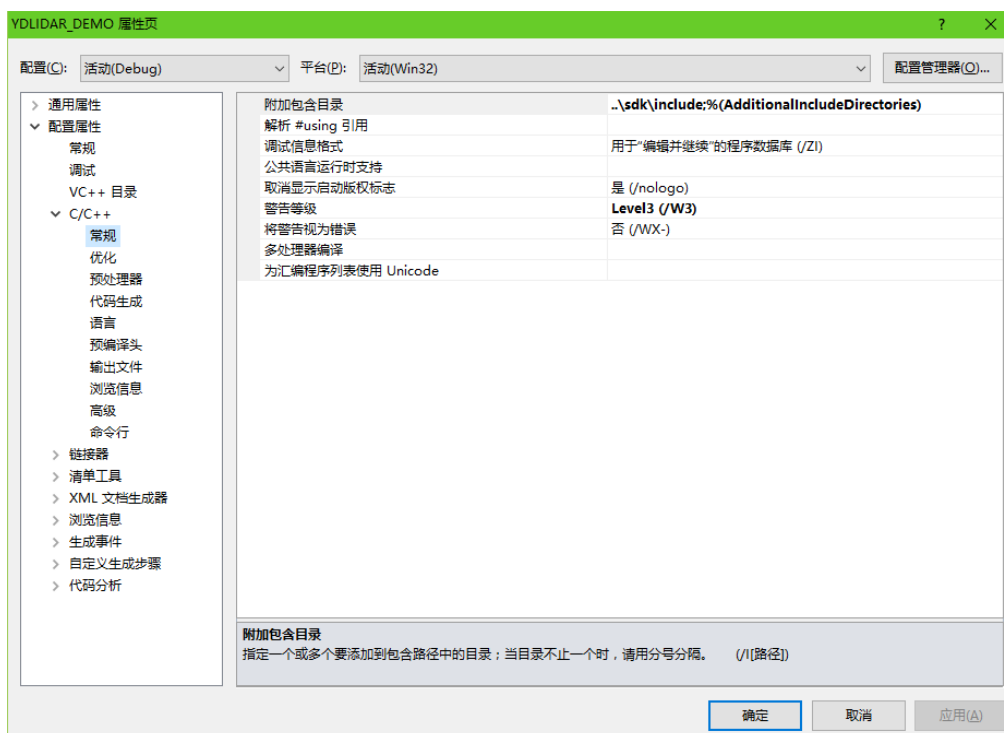 YDLIDAR_DEMO 属性页
配置(C): 活动(Debug) 平台(P): 活动(Win32) 配置管理器(O)...
通用属性
配置属性
常规
调试
VC++ 目录
C/C++
常规
优化
预处理器
代码生成
语言
预编译头
输出文件
浏览信息
高级
命令行
链接器
清单工具
XML 文档生成器
浏览信息
生成事件
自定义生成步骤
代码分析
附加包含目录 ..\sdk\include;%(AdditionalIncludeDirectories)
解析 #using 引用
调试信息格式 用于“编辑并继续”的程序数据库 (/ZI)
公共语言运行时支持
取消显示启动版权标志 是 (/nologo)
警告等级 Level3 (/W3)
将警告视为错误 否 (/WX-)
多处理器编译
为汇编程序列表使用 Unicode
附加包含目录
指定一个或多个要添加到包含路径中的目录；当目录不止一个时，请用分号分隔。 (/I[路径])
确定 取消 应用(A)